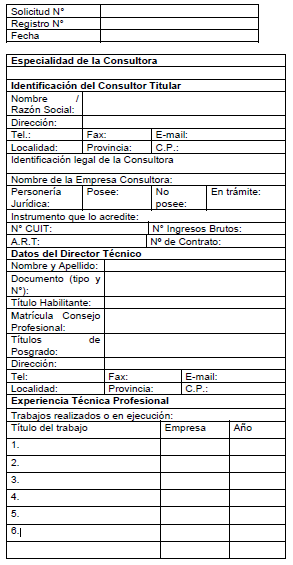 Solicitud N°
Registro N°
Fecha
Especialidad de la Consultora
Identificación del Consultor Titular
Nombre /
Razón Social:
Dirección:
Tel.: Fax: E-mail:
Localidad: Provincia: C.P.:
Identificación legal de la Consultora
Nombre de la Empresa Consultora:
Personería Jurídica: Posee: No posee: En trámite:
Instrumento que lo acredite:
N° CUIT: N° Ingresos Brutos:
A.R.T: Nº de Contrato:
Datos del Director Técnico
Nombre y Apellido:
Documento (tipo y
N°):
Título Habilitante:
Matrícula Consejo
Profesional:
Títulos de
Posgrado:
Dirección:
Tel: Fax: E-mail:
Localidad: Provincia: C.P.:
Experiencia Técnica Profesional
Trabajos realizados o en ejecución:
Título del trabajo Empresa Año
1.
2.
3.
4.
5.
6.